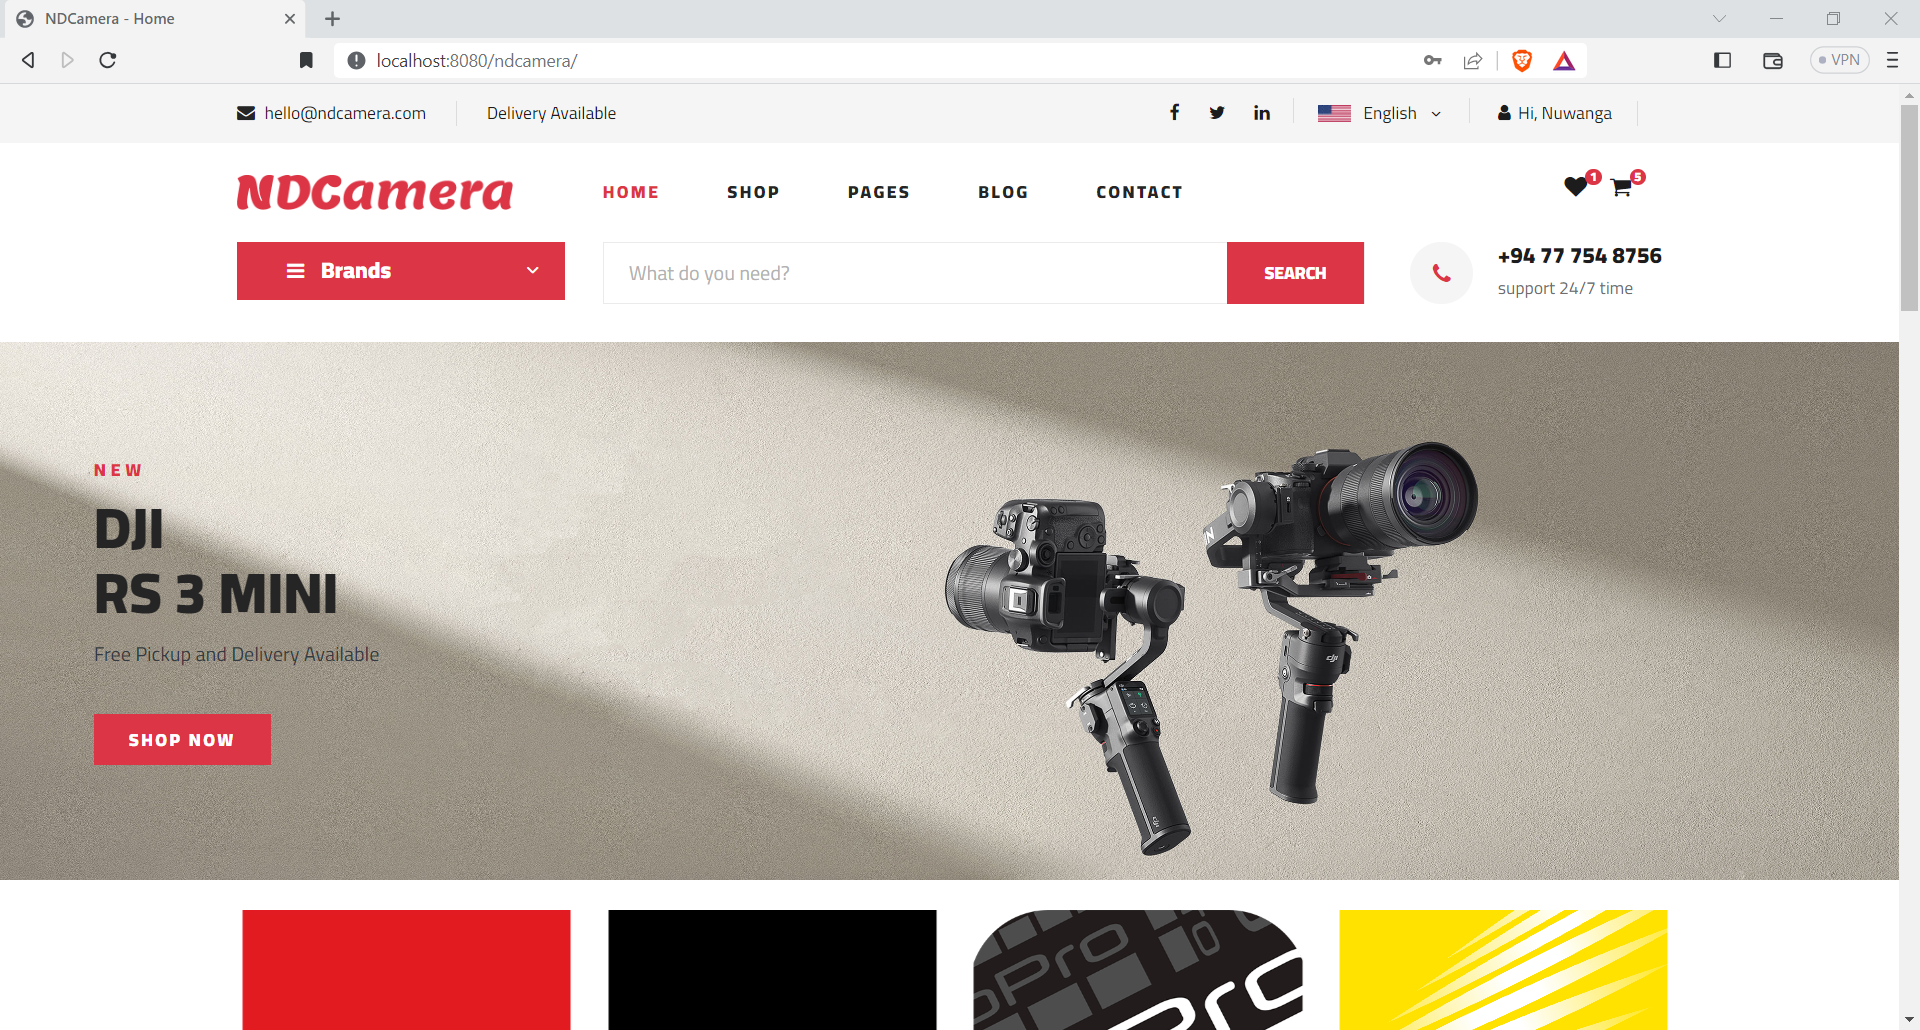 NDCamera - Home
localhost:8080/ndcamera/
VPN
hello@ndcamera.com
Delivery Available
English
Hi, Nuwanga
NDCamera
HOME
SHOP
PAGES
BLOG
CONTACT
1
5
Brands
What do you need?
SEARCH
+94 77 754 8756
support 24/7 time
NEW
DJI
RS 3 MINI
Free Pickup and Delivery Available
SHOP NOW
dji
dji